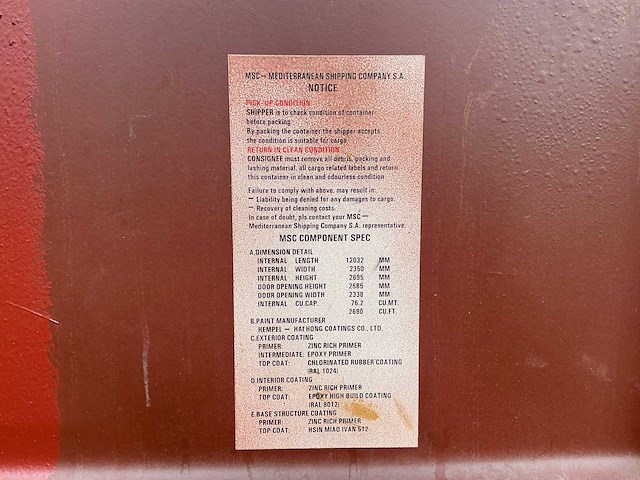 MSC — MEDITERRANEAN SHIPPING COMPANY S.A.
NOTICE
PICK-UP CONDITION
SHIPPER is to check condition of container
before packing.
By packing the container the shipper accepts
the condition is suitable for cargo
RETURN IN CLEAN CONDITION
CONSIGNEE must remove all debris, packing and
lashing material, all cargo related labels and return
this container in clean and odourless condition
Failure to comply with above, may result in:
— Liability being denied for any damages to cargo.
— Recovery of cleaning costs.
In case of doubt, pls contact your MSC —
Mediterranean Shipping Company S.A. representative.
MSC COMPONENT SPEC
A.DIMENSION DETAIL
INTERNAL LENGTH 12032 MM
INTERNAL WIDTH 2350 MM
INTERNAL HEIGHT 2695 MM
DOOR OPENING HEIGHT 2585 MM
DOOR OPENING WIDTH 2338 MM
INTERNAL CU.CAP. 76.2 CU.MT.
2690 CU.FT.
B.PAINT MANUFACTURER
HEMPEL — HAI HONG COATINGS CO., LTD.
C.EXTERIOR COATING
PRIMER: ZINC RICH PRIMER
INTERMEDIATE: EPOXY PRIMER
TOP COAT: CHLORINATED RUBBER COATING
(RAL 1024)
D.INTERIOR COATING
PRIMER: ZINC RICH PRIMER
TOP COAT: EPOXY HIGH BUILD COATING
(RAL 8012)
E.BASE STRUCTURE COATING
PRIMER: ZINC RICH PRIMER
TOP COAT: HSIN MIAO IVAN 512